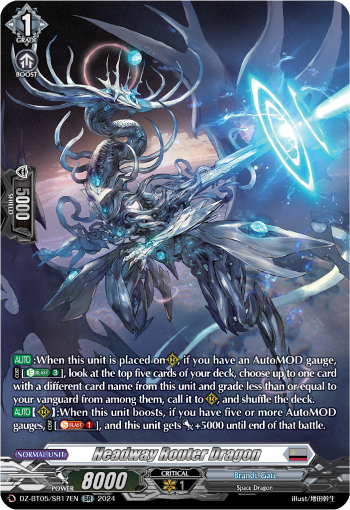 1
GRADE
BOOST
5000
SHIELD
AUTO :When this unit is placed on R, if you have an AutoMOD gauge,
COST [ E-BLAST 3 ], look at the top five cards of your deck, choose up to one card
with a different card name from this unit and grade less than or equal to
your vanguard from among them, call it to R, and shuffle the deck.
AUTO 【R】:When this unit boosts, if you have five or more AutoMOD
gauges, COST [ S-BLAST 1 ], and this unit gets +5000 until end of that battle.
NORMAL UNIT
Headway Router Dragon
POWER 8000 CRITICAL 1
Brandt Gate
Space Dragon
D DZ-BT05/SR17EN SR 2024
illust/増田幹生